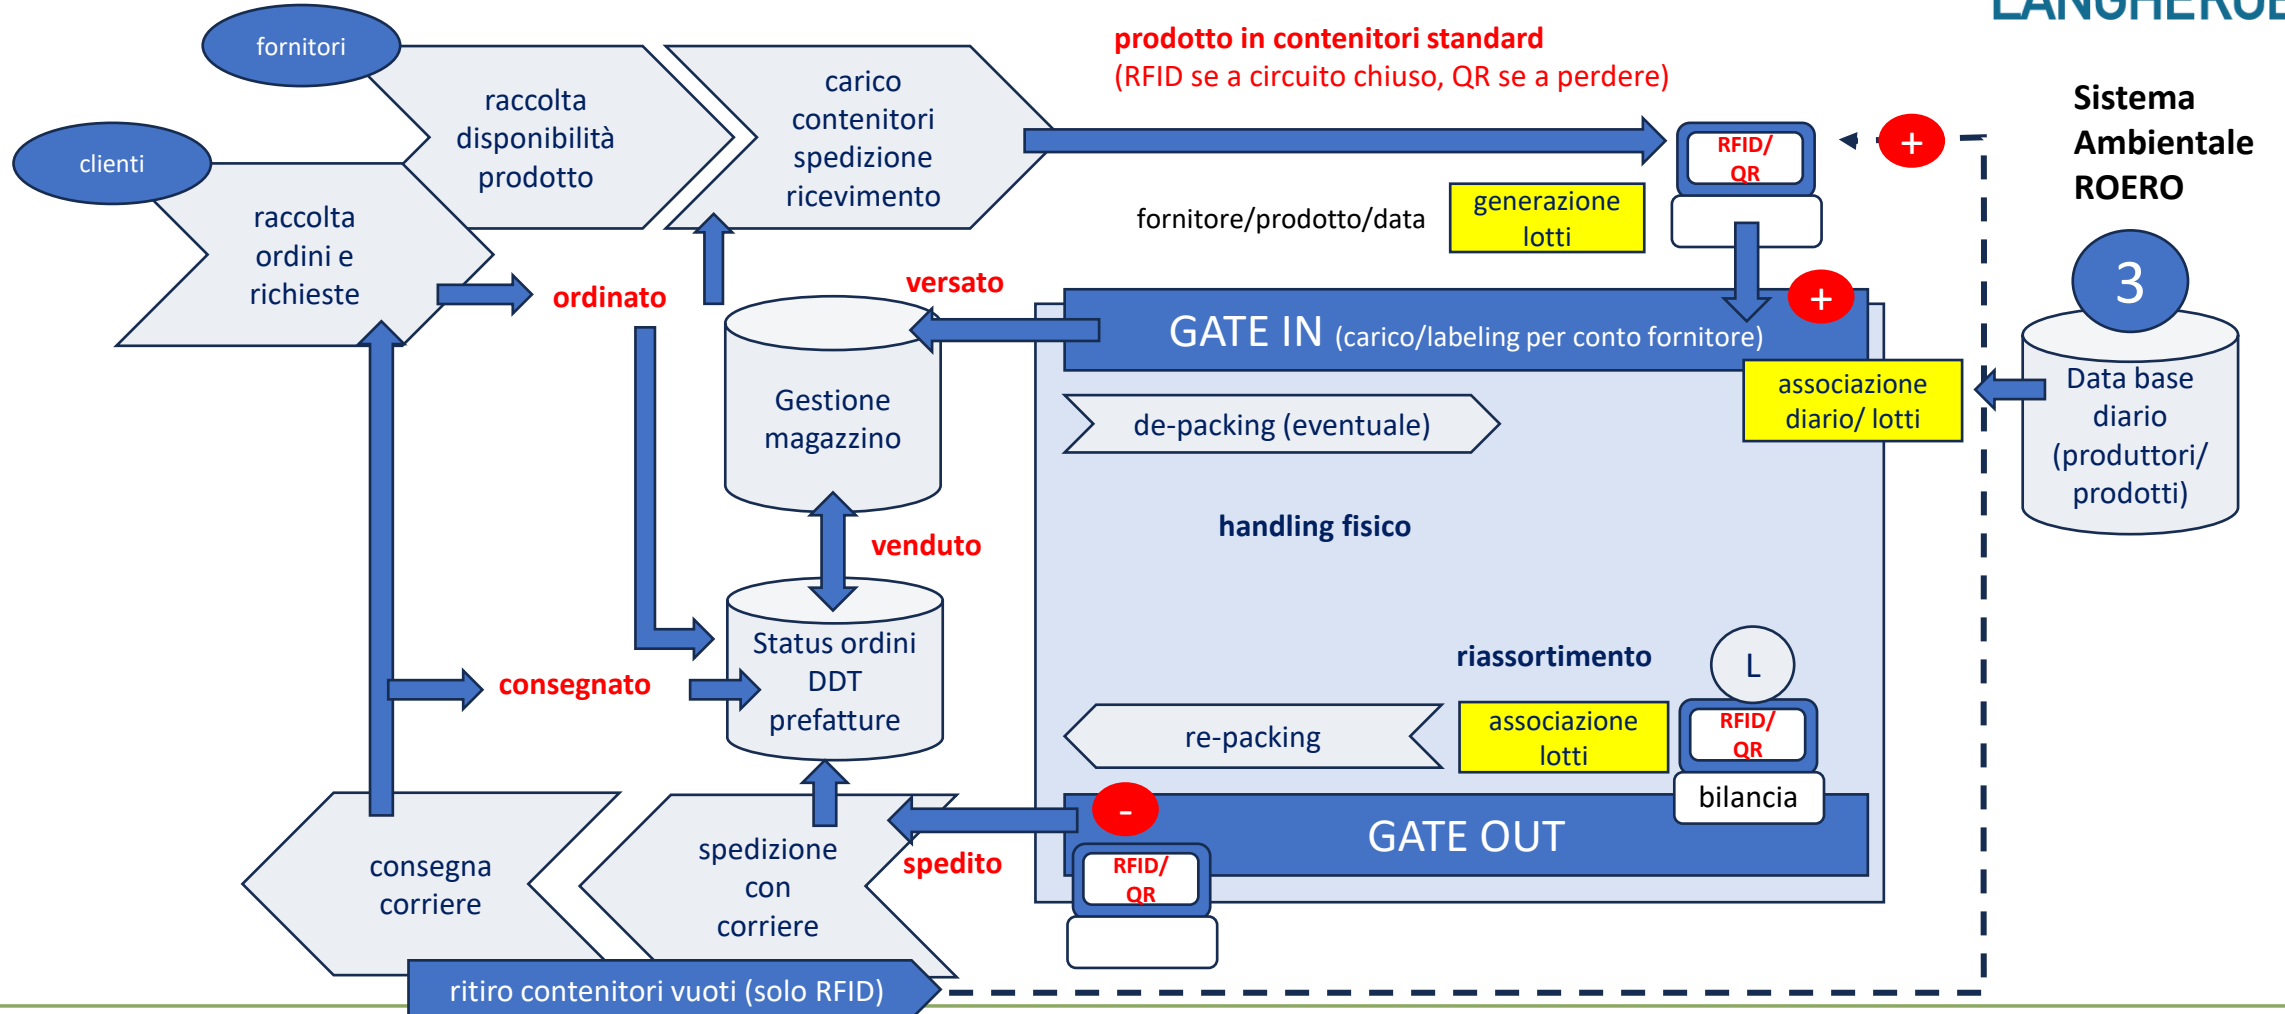 LANGHEROE
fornitori
clienti
raccolta
disponibilità
prodotto
carico
contenitori
spedizione
ricevimento
prodotto in contenitori standard
(RFID se a circuito chiuso, QR se a perdere)
RFID/
QR
+
Sistema
Ambientale
ROERO
raccolta
ordini e
richieste
ordinato
fornitore/prodotto/data
generazione
lotti
versato
GATE IN (carico/labeling per conto fornitore)
+
3
Data base
diario
(produttori/
prodotti)
associazione
diario/ lotti
Gestione
magazzino
de-packing (eventuale)
handling fisico
venduto
Status ordini
DDT
prefatture
consegnato
riassortimento
L
RFID/
QR
bilancia
associazione
lotti
re-packing
-
GATE OUT
RFID/
QR
spedito
spedizione
con
corriere
consegna
corriere
ritiro contenitori vuoti (solo RFID)